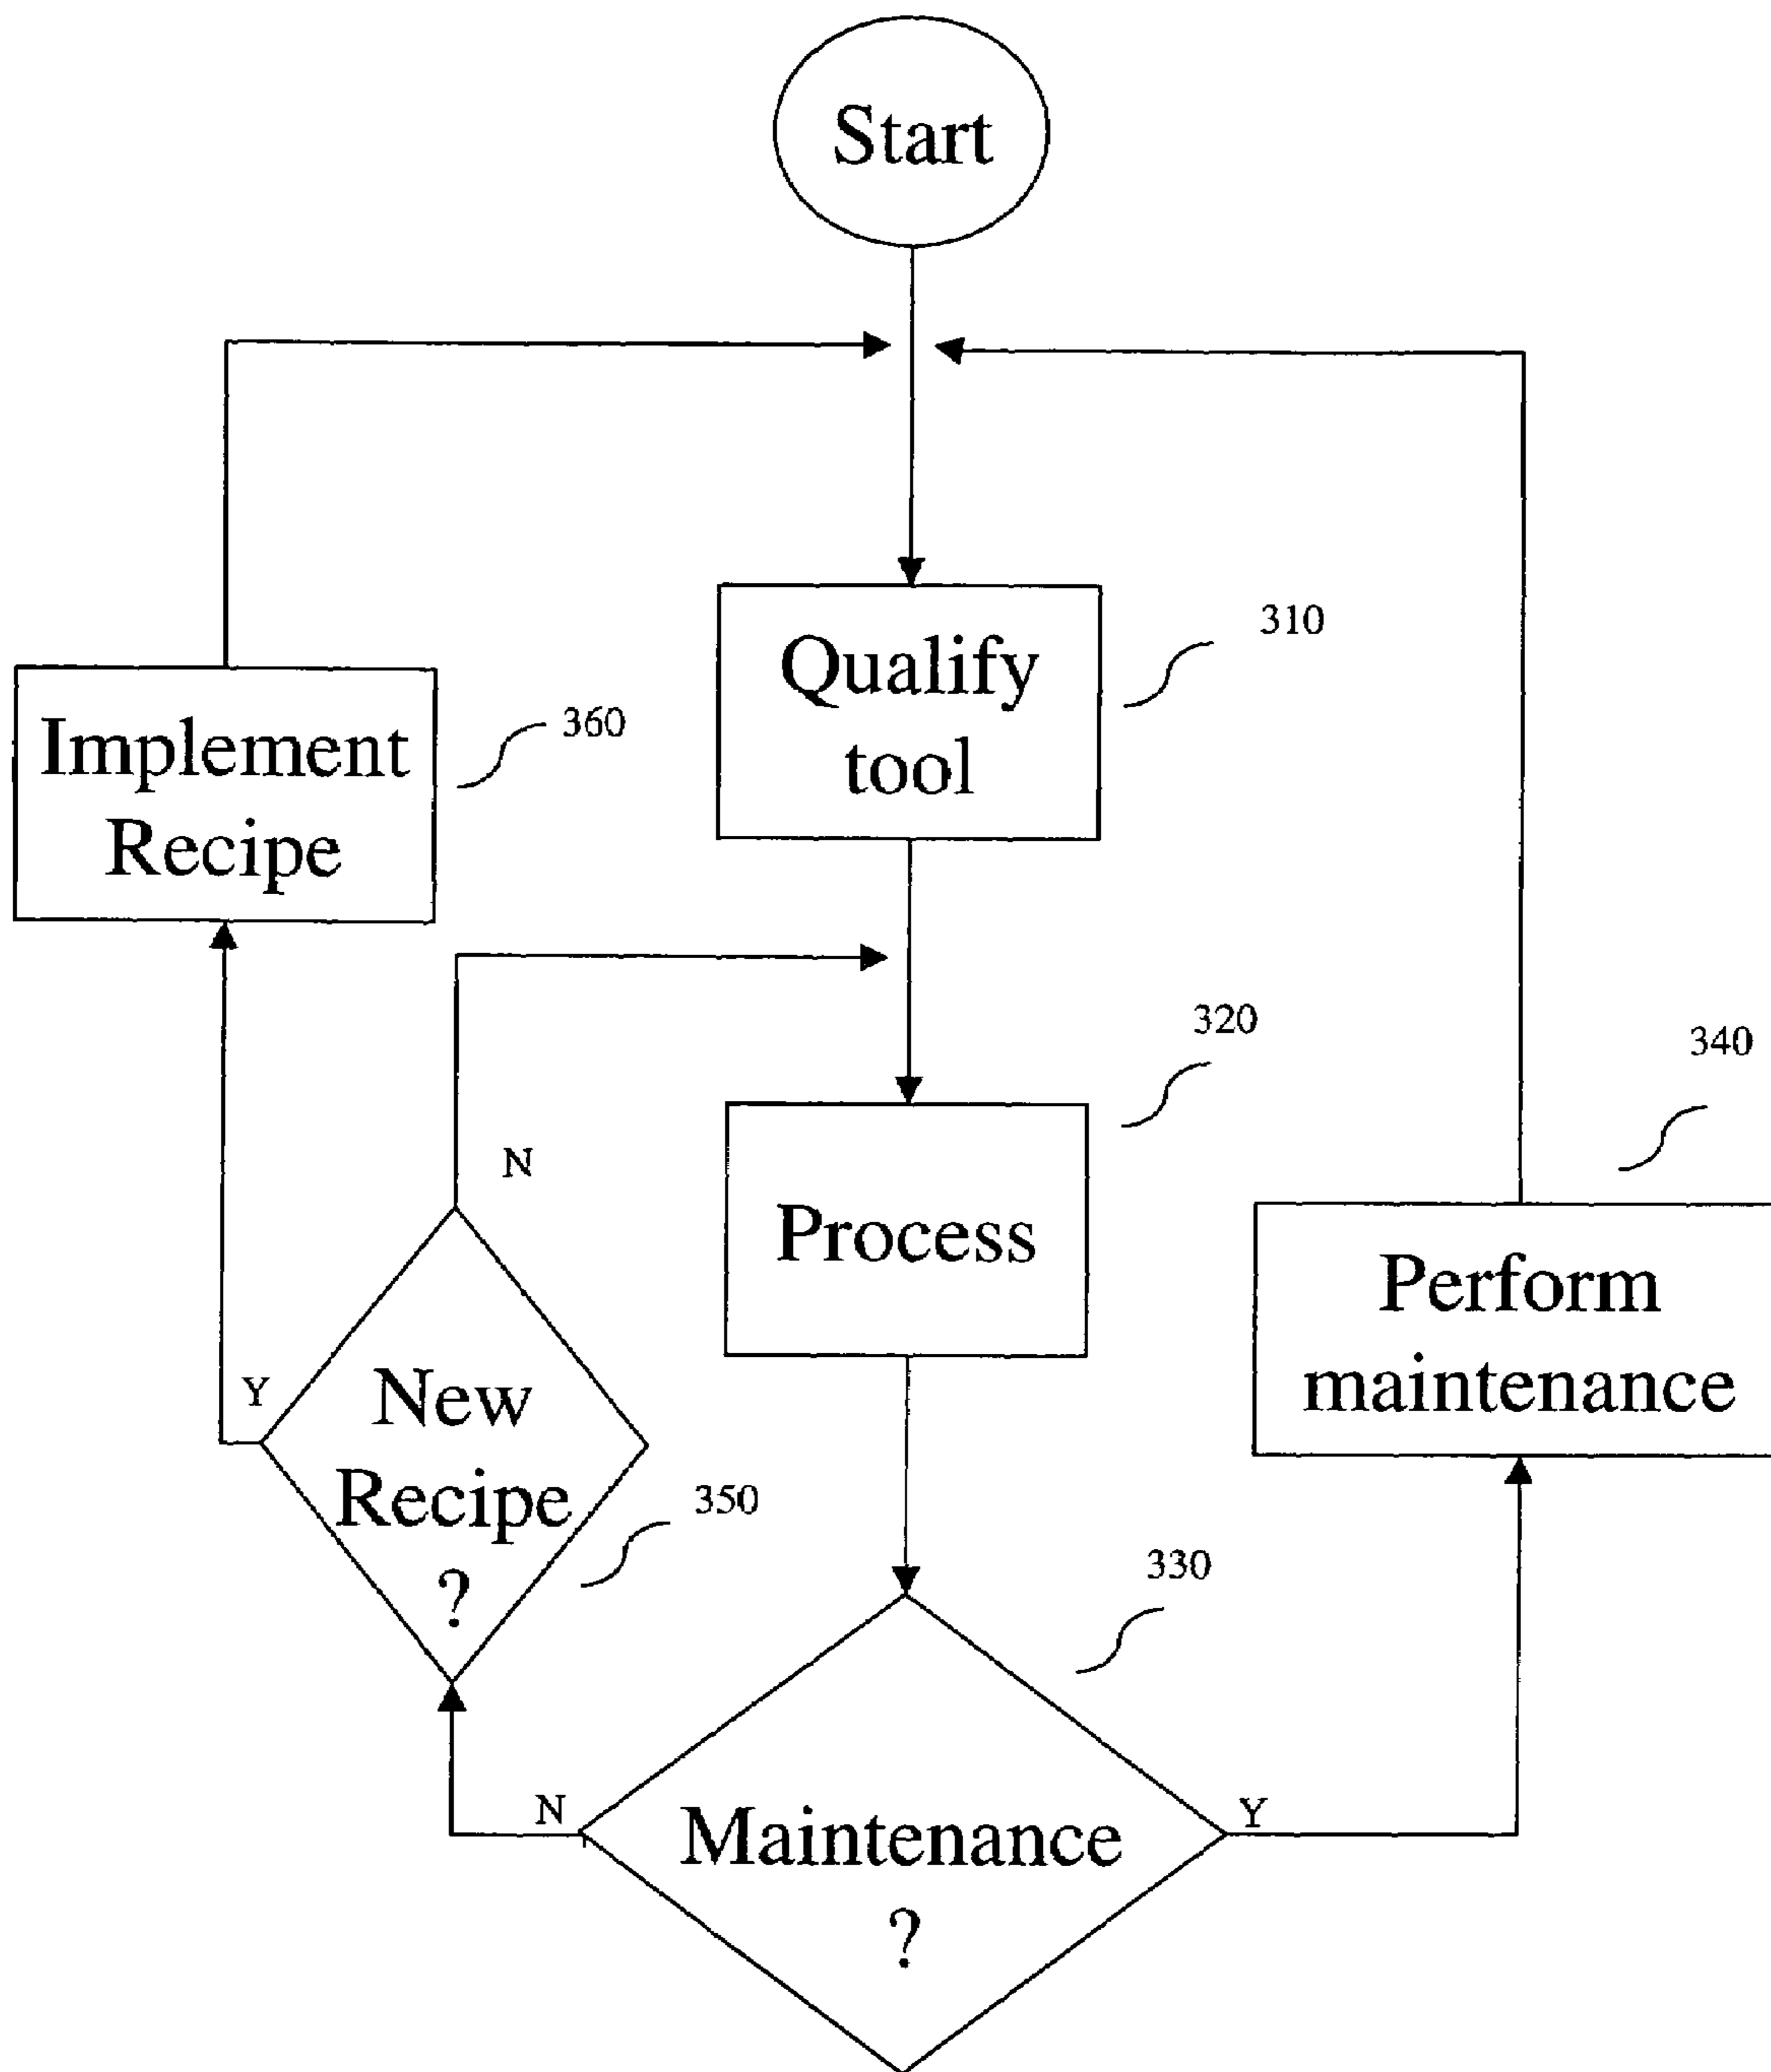 Start
Qualify
tool
310
Implement
Recipe
360
Process
320
340
Perform
maintenance
N
Y
New
Recipe
?
350
330
N
Maintenance
?
Y